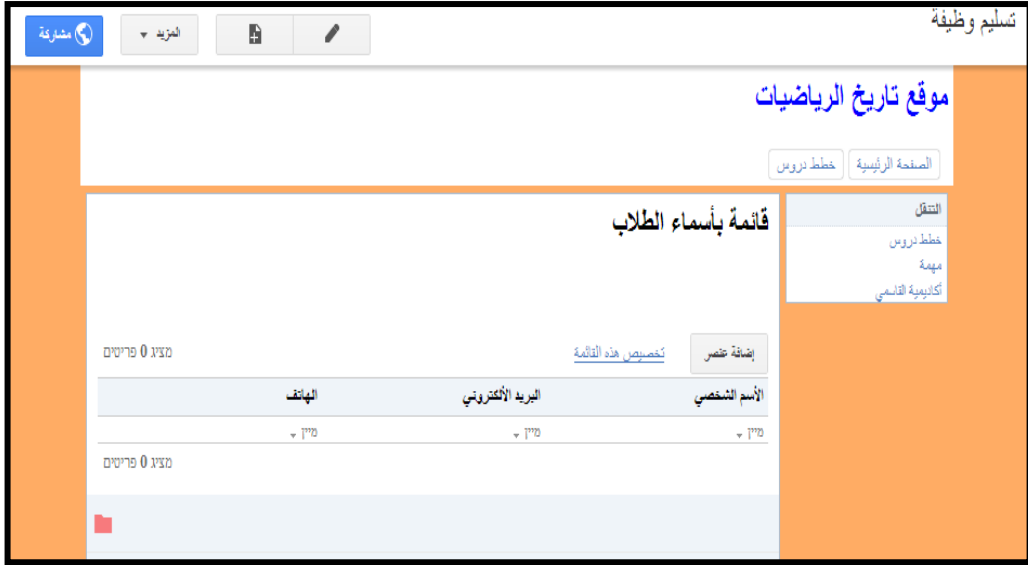 تسليم وظيفة
المزيد
مشاركة
موقع تاريخ الرياضيات
الصفحة الرئيسية خطط دروس
التنقل
خطط دروس
مهمة
أكاديمية القاسمي
قائمة بأسماء الطلاب
إضافة عنصر تخصيص هذه القائمة מציג 0 פריטים
الأسم الشخصي البريد الألكتروني الهاتف
מיין מיין מיין
מציג 0 פריטים